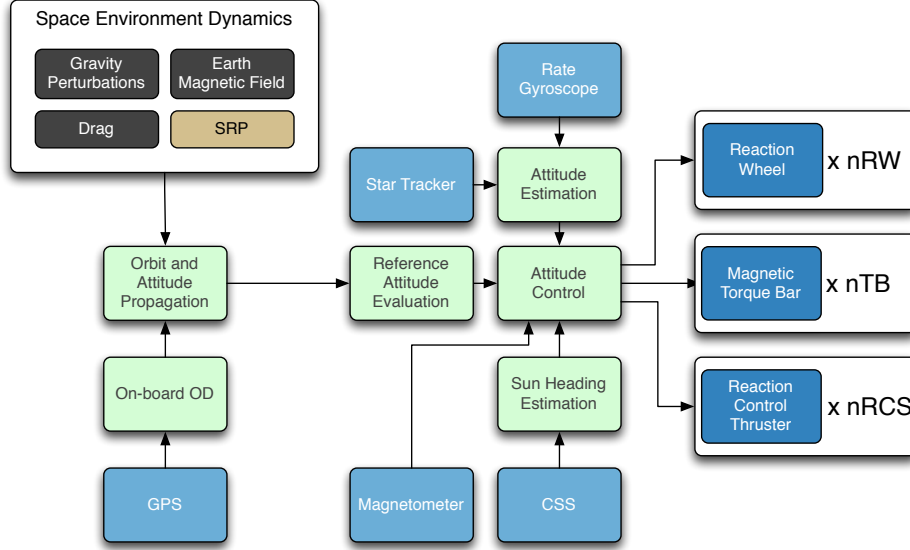 Space Environment Dynamics
Gravity
Perturbations
Earth
Magnetic Field
Drag
SRP
Rate
Gyroscope
Star Tracker
Attitude
Estimation
Reaction
Wheel
x nRW
Orbit and
Attitude
Propagation
Reference
Attitude
Evaluation
Attitude
Control
Magnetic
Torque Bar
x nTB
On-board OD
Sun Heading
Estimation
Reaction
Control
Thruster
x nRCS
GPS
Magnetometer
CSS